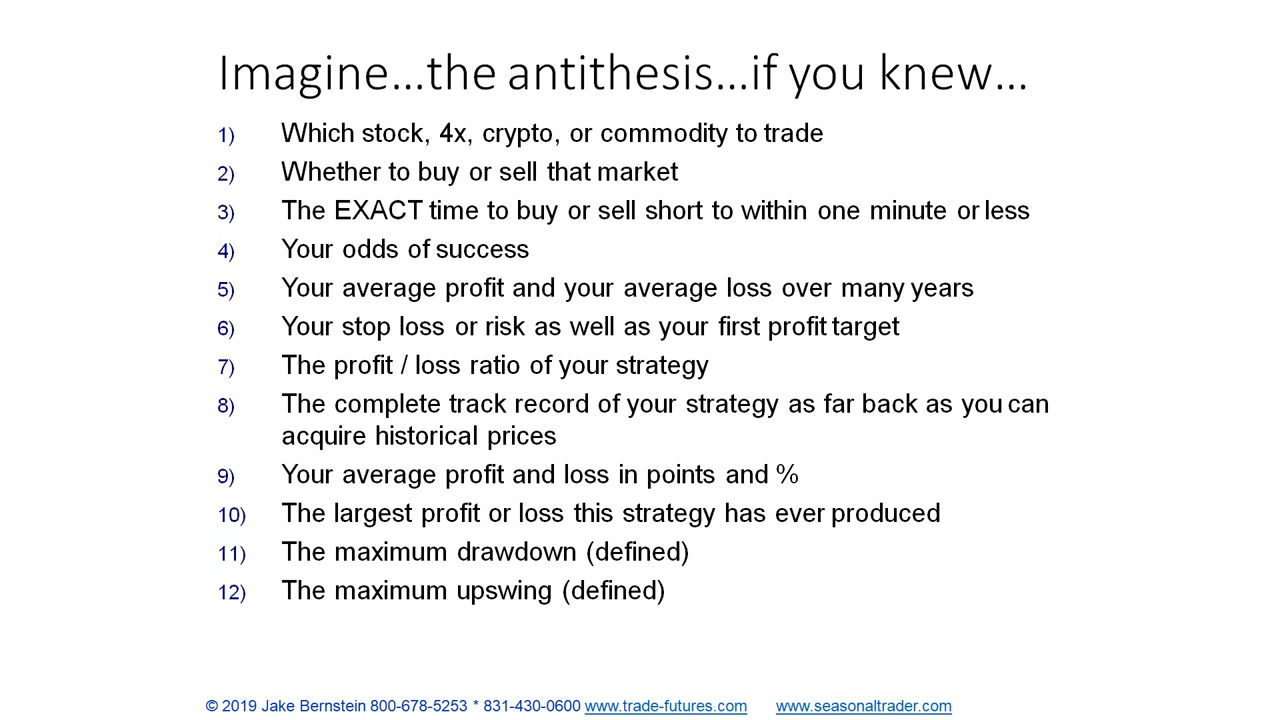 Imagine...the antithesis...if you knew...
1) Which stock, 4x, crypto, or commodity to trade
2) Whether to buy or sell that market
3) The EXACT time to buy or sell short to within one minute or less
4) Your odds of success
5) Your average profit and your average loss over many years
6) Your stop loss or risk as well as your first profit target
7) The profit / loss ratio of your strategy
8) The complete track record of your strategy as far back as you can
acquire historical prices
9) Your average profit and loss in points and %
10) The largest profit or loss this strategy has ever produced
11) The maximum drawdown (defined)
12) The maximum upswing (defined)
© 2019 Jake Bernstein 800-678-5253 * 831-430-0600 www.trade-futures.com www.seasonaltrader.com